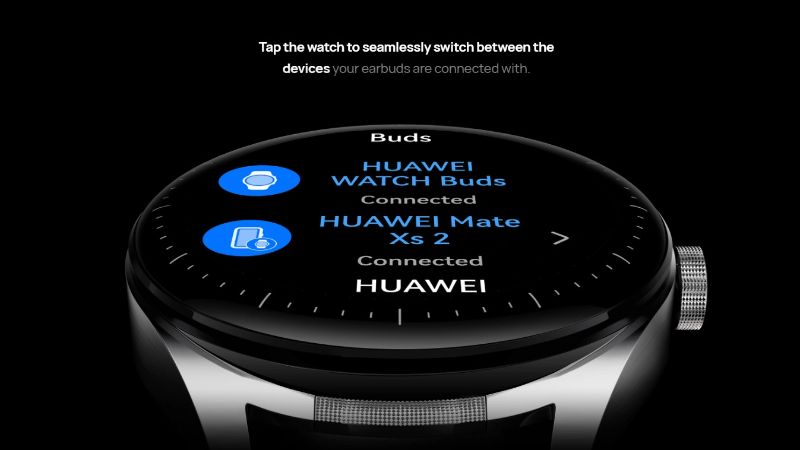 Tap the watch to seamlessly switch between the
devices your earbuds are connected with.
Buds
HUAWEI
WATCH Buds
Connected
HUAWEI Mate
Xs 2
Connected
HUAWEI